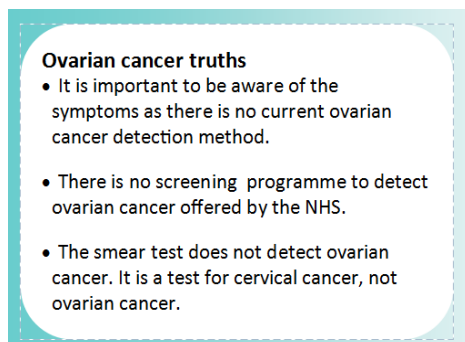 Ovarian cancer truths
• It is important to be aware of the
symptoms as there is no current ovarian
cancer detection method.
• There is no screening programme to detect
ovarian cancer offered by the NHS.
• The smear test does not detect ovarian
cancer. It is a test for cervical cancer, not
ovarian cancer.